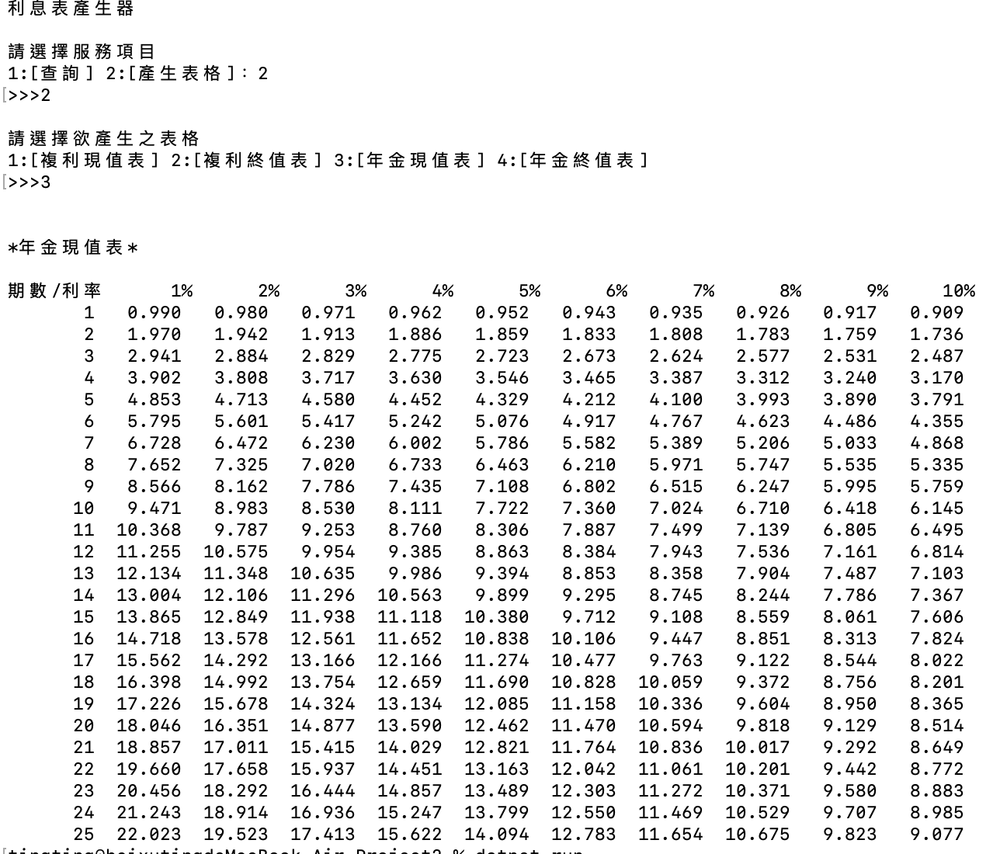 利息表產生器
請選擇服務項目
1:[查詢] 2:[產生表格]: 2
>>>2
請選擇欲產生之表格
1:[複利現值表] 2:[複利終值表] 3:[年金現值表] 4:[年金終值表]
>>>3
*年金現值表*
期數/利率 1% 2% 3% 4% 5% 6% 7% 8% 9% 10%
1 0.990 0.980 0.971 0.962 0.952 0.943 0.935 0.926 0.917 0.909
2 1.970 1.942 1.913 1.886 1.859 1.833 1.808 1.783 1.759 1.736
3 2.941 2.884 2.829 2.775 2.723 2.673 2.624 2.577 2.531 2.487
4 3.902 3.808 3.717 3.630 3.546 3.465 3.387 3.312 3.240 3.170
5 4.853 4.713 4.580 4.452 4.329 4.212 4.100 3.993 3.890 3.791
6 5.795 5.601 5.417 5.242 5.076 4.917 4.767 4.623 4.486 4.355
7 6.728 6.472 6.230 6.002 5.786 5.582 5.389 5.206 5.033 4.868
8 7.652 7.325 7.020 6.733 6.463 6.210 5.971 5.747 5.535 5.335
9 8.566 8.162 7.786 7.435 7.108 6.802 6.515 6.247 5.995 5.759
10 9.471 8.983 8.530 8.111 7.722 7.360 7.024 6.710 6.418 6.145
11 10.368 9.787 9.253 8.760 8.306 7.887 7.499 7.139 6.805 6.495
12 11.255 10.575 9.954 9.385 8.863 8.384 7.943 7.536 7.161 6.814
13 12.134 11.348 10.635 9.986 9.394 8.853 8.358 7.904 7.487 7.103
14 13.004 12.106 11.296 10.563 9.899 9.295 8.745 8.244 7.786 7.367
15 13.865 12.849 11.938 11.118 10.380 9.712 9.108 8.559 8.061 7.606
16 14.718 13.578 12.561 11.652 10.838 10.106 9.447 8.851 8.313 7.824
17 15.562 14.292 13.166 12.166 11.274 10.477 9.763 9.122 8.544 8.022
18 16.398 14.992 13.754 12.659 11.690 10.828 10.059 9.372 8.756 8.201
19 17.226 15.678 14.324 13.134 12.085 11.158 10.336 9.604 8.950 8.365
20 18.046 16.351 14.877 13.590 12.462 11.470 10.594 9.818 9.129 8.514
21 18.857 17.011 15.415 14.029 12.821 11.764 10.836 10.017 9.292 8.649
22 19.660 17.658 15.937 14.451 13.163 12.042 11.061 10.201 9.442 8.772
23 20.456 18.292 16.444 14.857 13.489 12.303 11.272 10.371 9.580 8.883
24 21.243 18.914 16.936 15.247 13.799 12.550 11.469 10.529 9.707 8.985
25 22.023 19.523 17.413 15.622 14.094 12.783 11.654 10.675 9.823 9.077